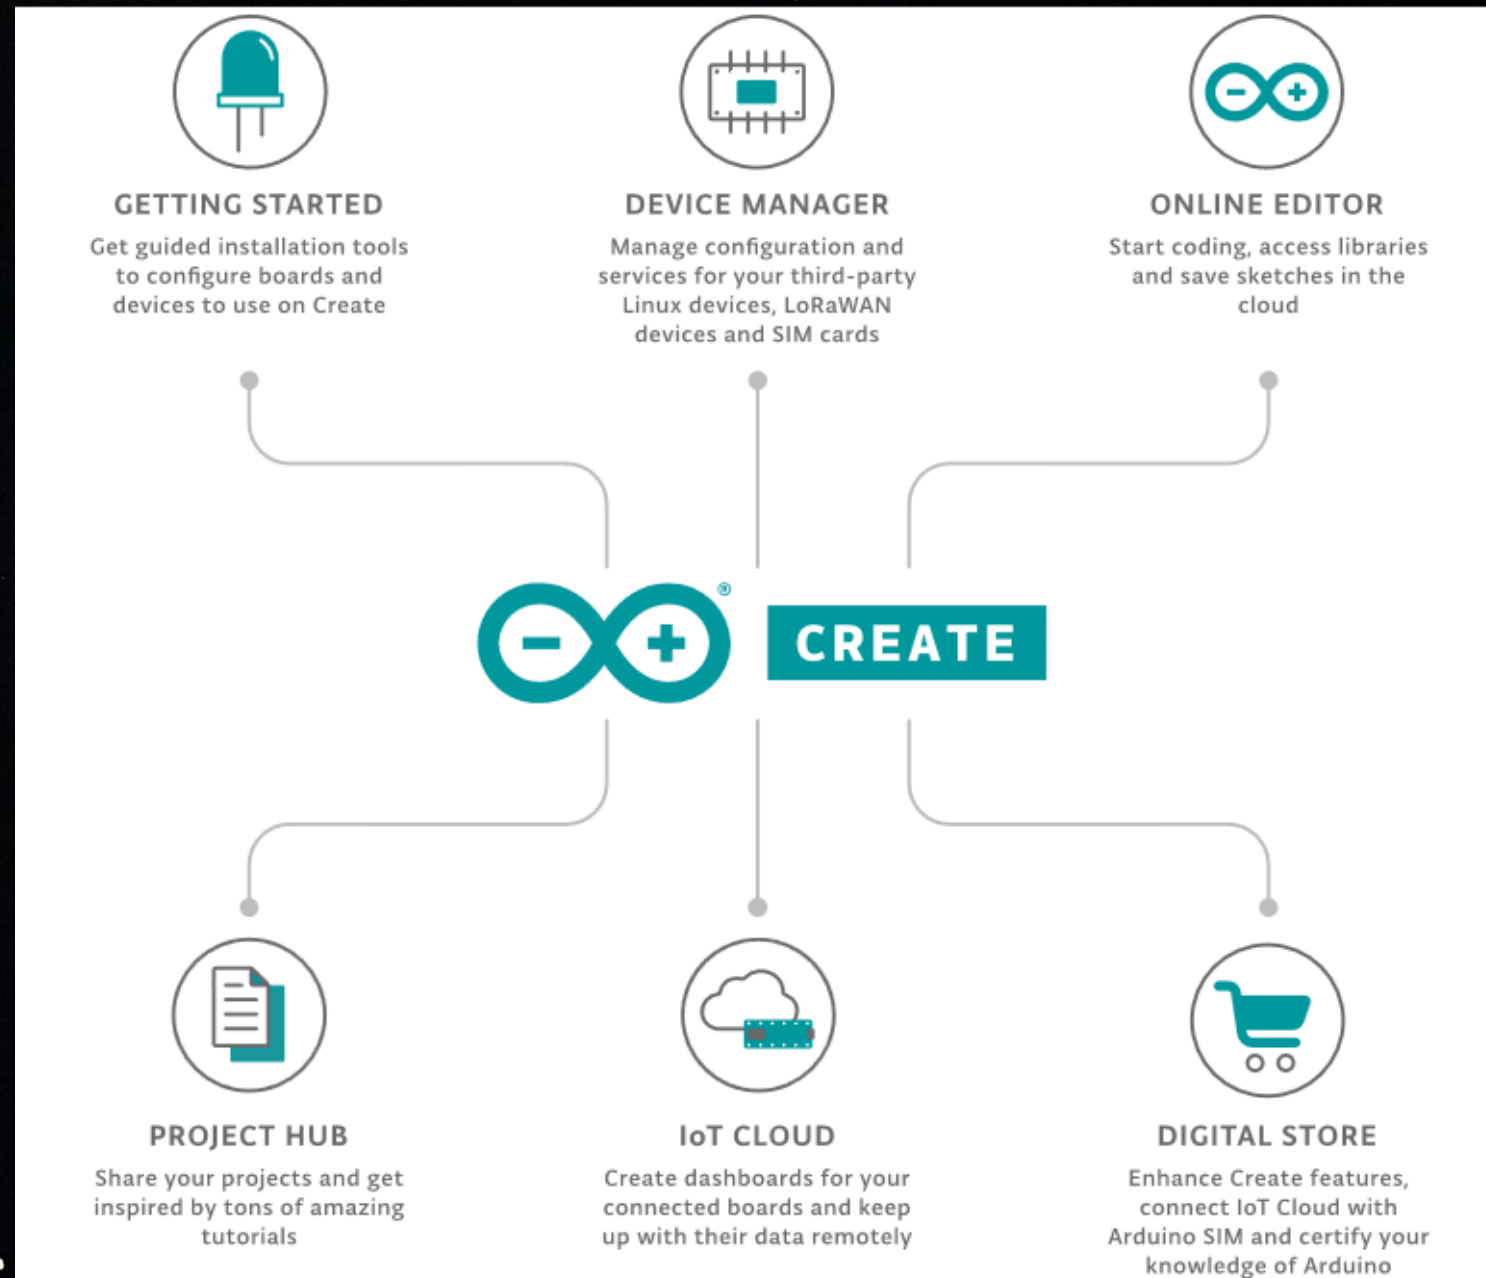 GETTING STARTED
Get guided installation tools
to configure boards and
devices to use on Create
DEVICE MANAGER
Manage configuration and
services for your third-party
Linux devices, LoRaWAN
devices and SIM cards
ONLINE EDITOR
Start coding, access libraries
and save sketches in the
cloud
®
CREATE
PROJECT HUB
Share your projects and get
inspired by tons of amazing
tutorials
IoT CLOUD
Create dashboards for your
connected boards and keep
up with their data remotely
DIGITAL STORE
Enhance Create features,
connect IoT Cloud with
Arduino SIM and certify your
knowledge of Arduino